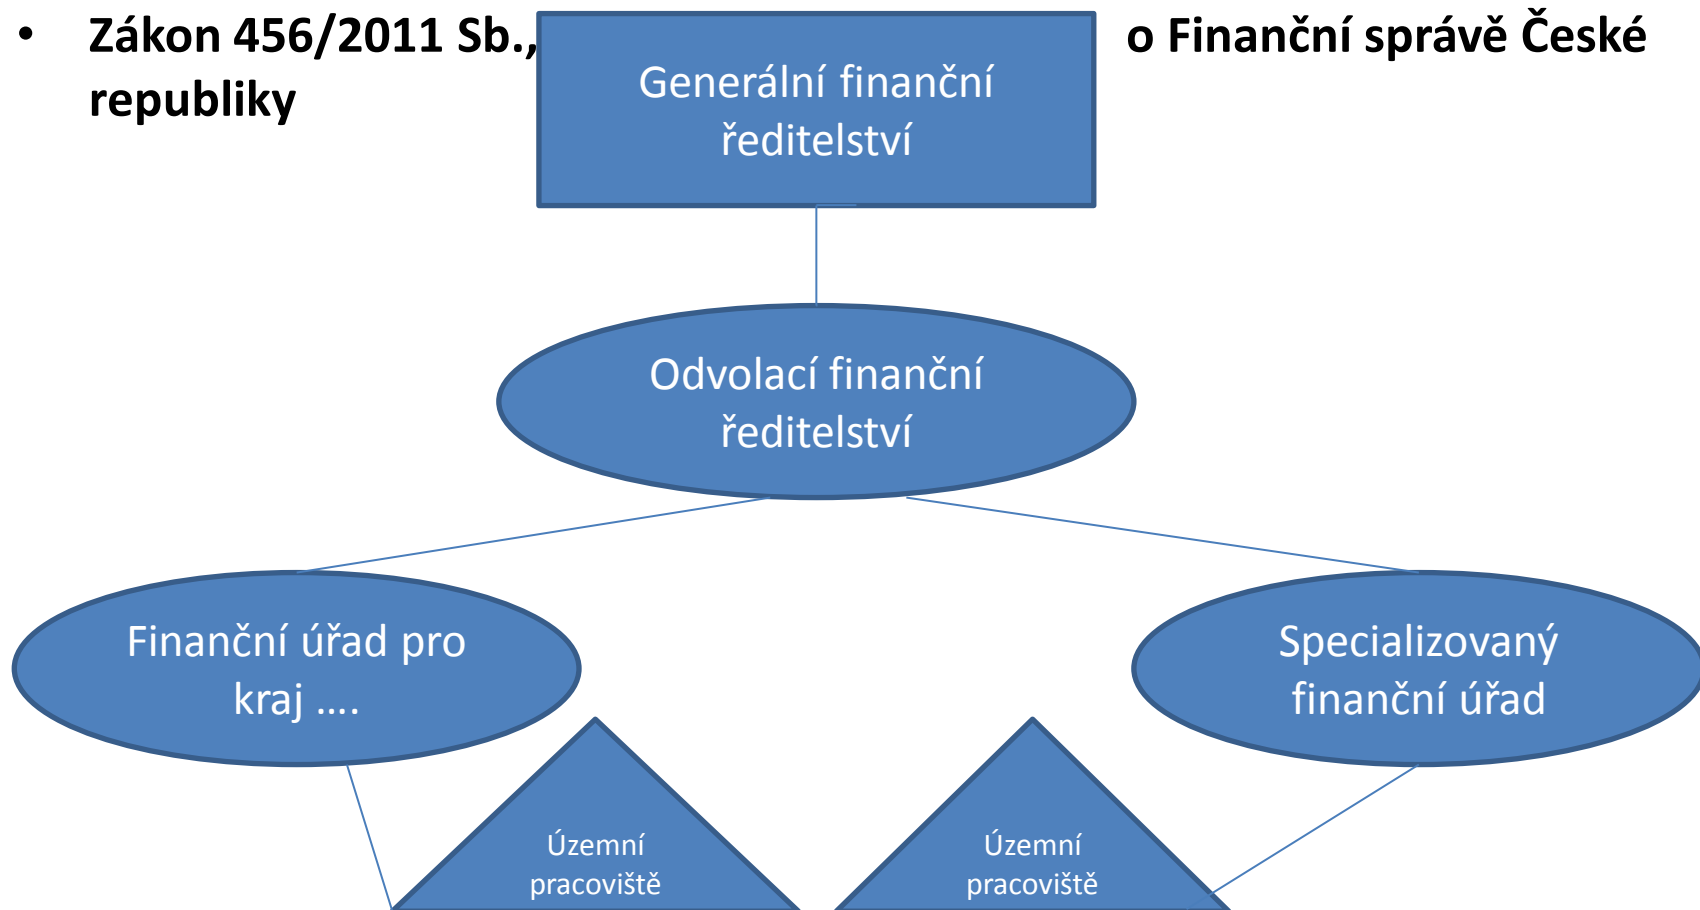 • Zákon 456/2011 Sb., o Finanční správě České
republiky
Generální finanční
ředitelství
Odvolací finanční
ředitelství
Finanční úřad pro
kraj ....
Specializovaný
finanční úřad
Územní
pracoviště
Územní
pracoviště